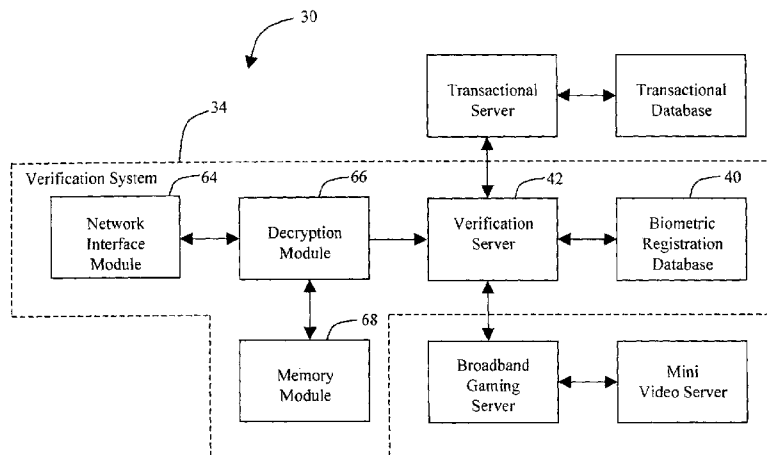 30
Transactional
Server
Transactional
Database
34
Verification System
64
Network
Interface
Module
66
Decryption
Module
42
Verification
Server
40
Biometric
Registration
Database
68
Memory
Module
Broadband
Gaming
Server
Mini
Video Server